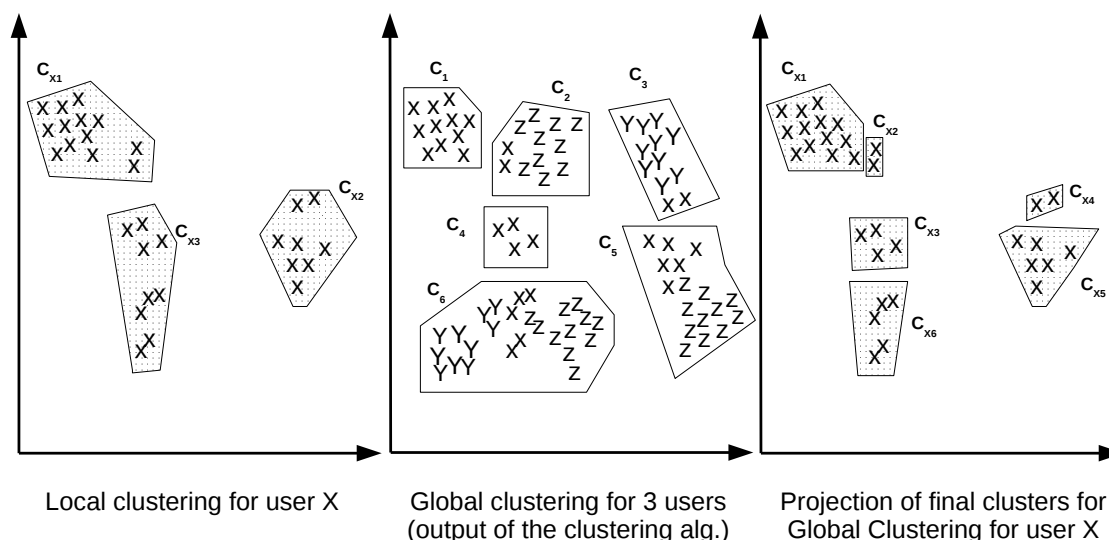 C_X1
C_X2
C_X3
Local clustering for user X
C_1
C_2
C_3
C_4
C_5
C_6
Global clustering for 3 users
(output of the clustering alg.)
C_X1
C_X2
C_X4
C_X3
C_X5
C_X6
Projection of final clusters for
Global Clustering for user X